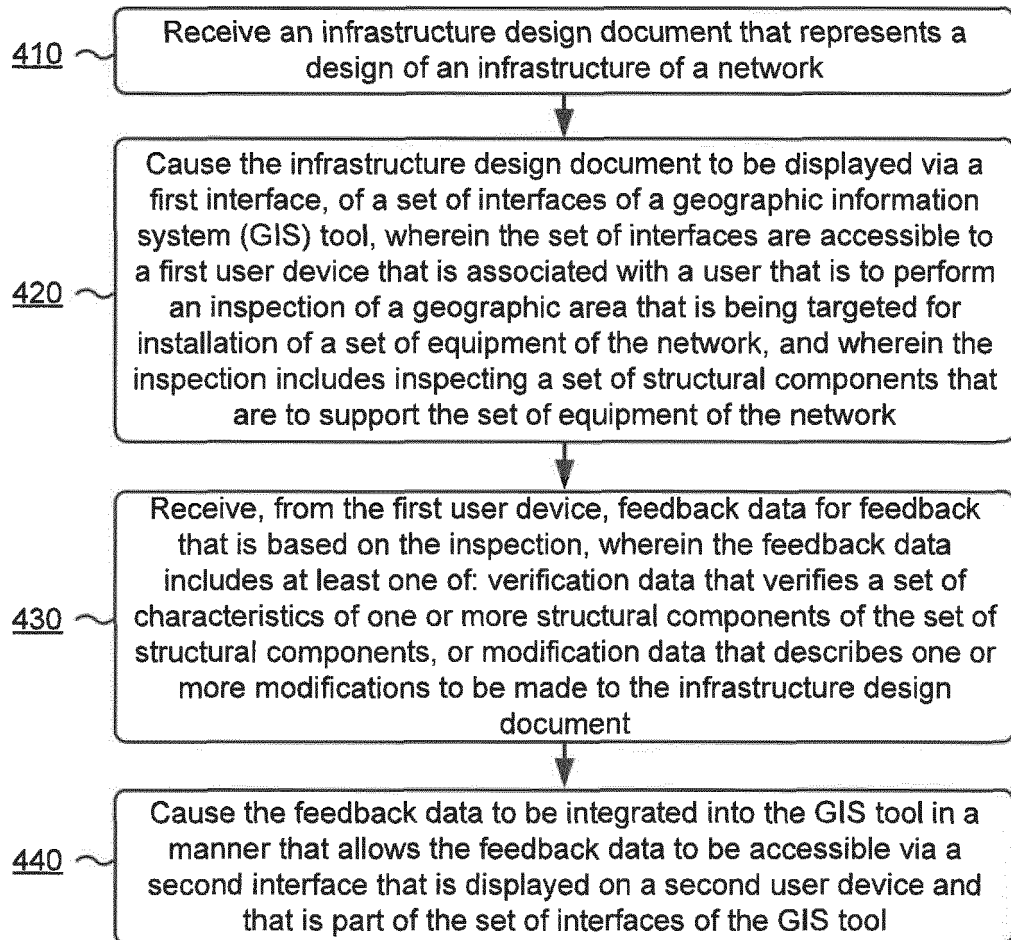 410
Receive an infrastructure design document that represents a
design of an infrastructure of a network
420
Cause the infrastructure design document to be displayed via a
first interface, of a set of interfaces of a geographic information
system (GIS) tool, wherein the set of interfaces are accessible to
a first user device that is associated with a user that is to perform
an inspection of a geographic area that is being targeted for
installation of a set of equipment of the network, and wherein the
inspection includes inspecting a set of structural components that
are to support the set of equipment of the network
430
Receive, from the first user device, feedback data for feedback
that is based on the inspection, wherein the feedback data
includes at least one of: verification data that verifies a set of
characteristics of one or more structural components of the set of
structural components, or modification data that describes one or
more modifications to be made to the infrastructure design
document
440
Cause the feedback data to be integrated into the GIS tool in a
manner that allows the feedback data to be accessible via a
second interface that is displayed on a second user device and
that is part of the set of interfaces of the GIS tool